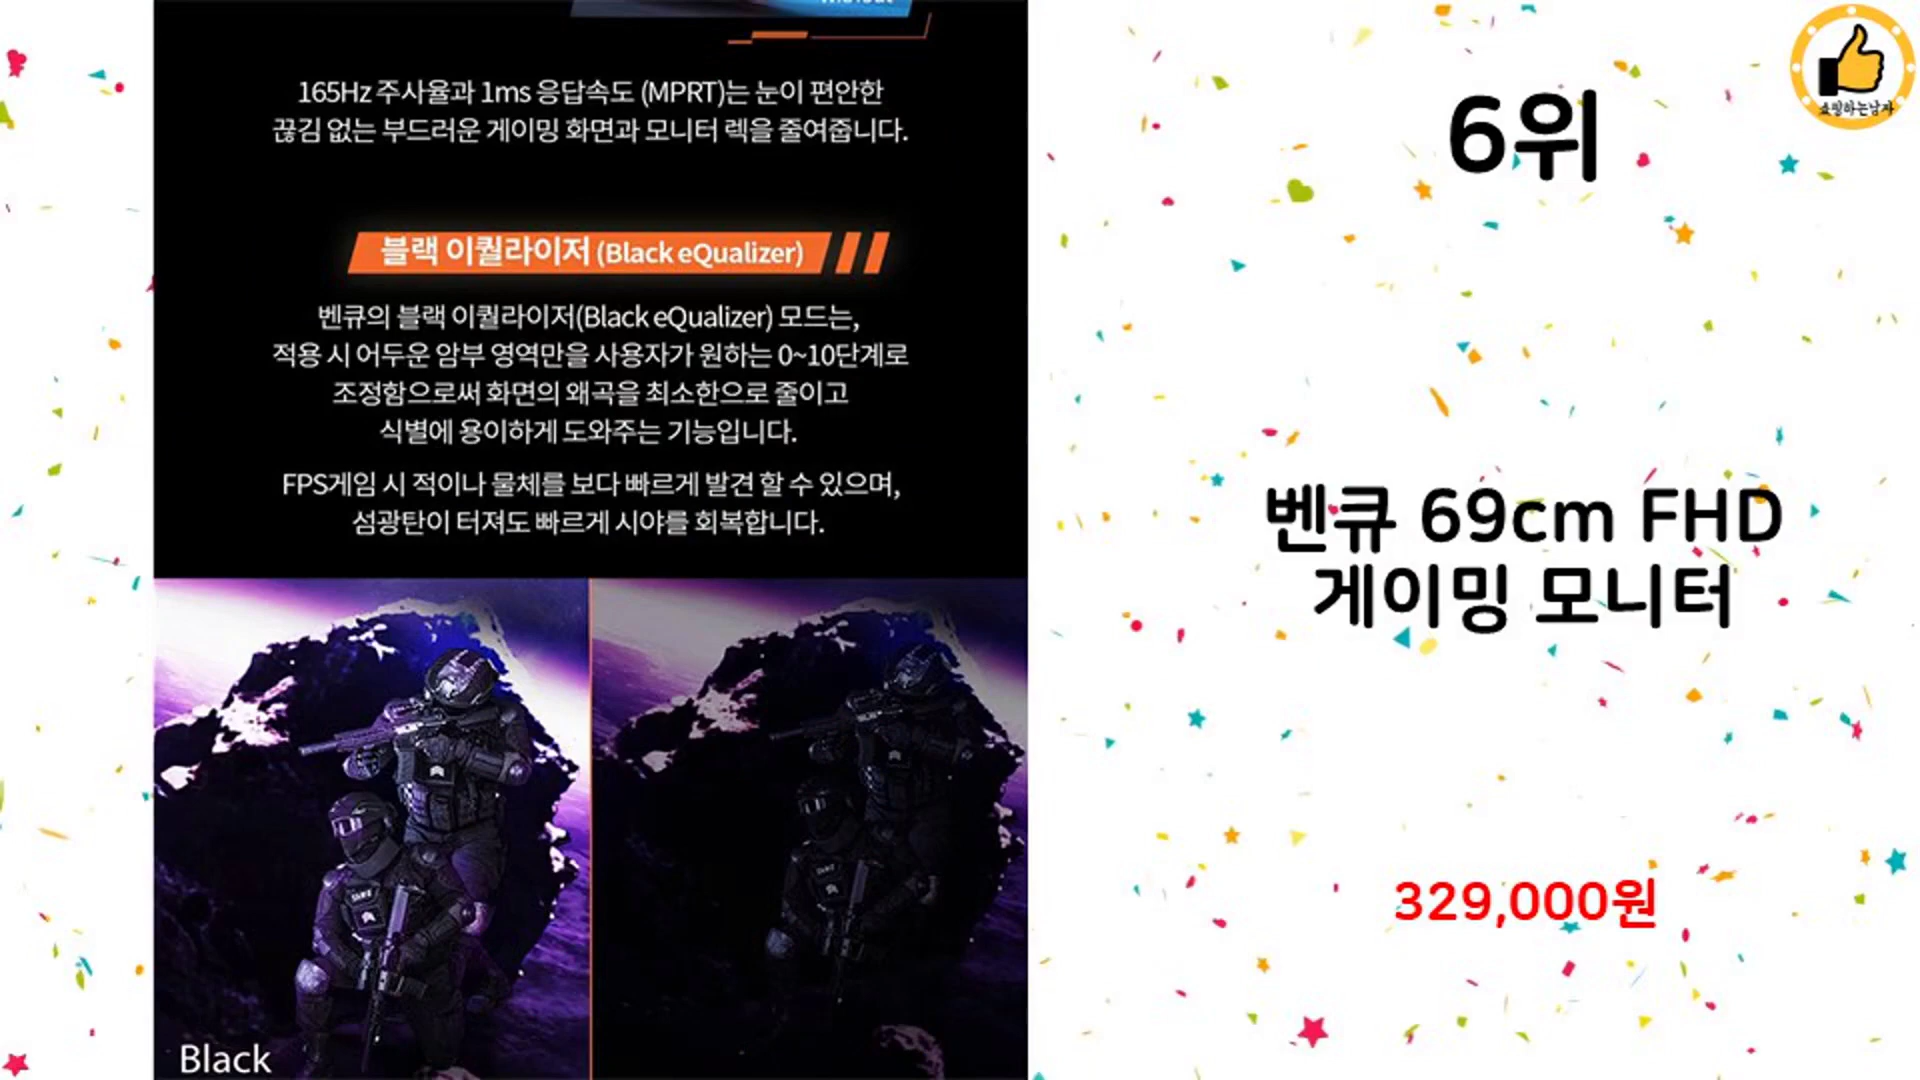 165Hz 주사율과 1ms 응답속도 (MPRT)는 눈이 편안한
끊김 없는 부드러운 게이밍 화면과 모니터 렉을 줄여줍니다.
블랙 이퀄라이저 (Black eQualizer)
벤큐의 블랙 이퀄라이저(Black eQualizer) 모드는,
적용 시 어두운 암부 영역만을 사용자가 원하는 0~10단계로
조정함으로써 화면의 왜곡을 최소한으로 줄이고
식별에 용이하게 도와주는 기능입니다.
FPS게임 시 적이나 물체를 보다 빠르게 발견 할 수 있으며,
섬광탄이 터져도 빠르게 시야를 회복합니다.
Black
쇼핑하는남자
6위
벤큐 69cm FHD
게이밍 모니터
329,000원